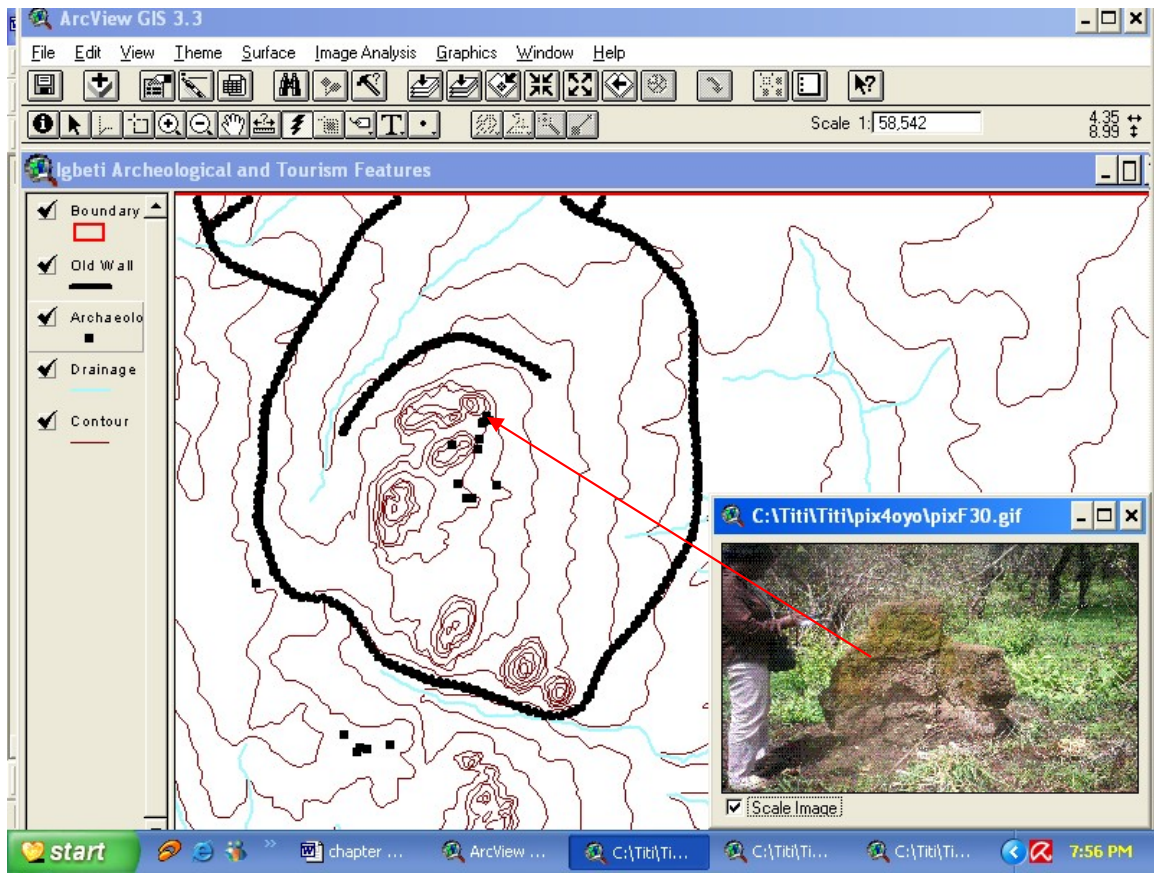 ArcView GIS 3.3
File Edit View Theme Surface Image Analysis Graphics Window Help
Scale 1: 58,542
4.35
8.99
Igbeti Archeological and Tourism Features
Boundary
Old Wall
Archaeolo
Drainage
Contour
C:\Titi\Titi\pix4oyo\pixF30.gif
Scale Image
start
chapter ...
ArcView ...
C:\Titi\Ti...
C:\Titi\Ti...
C:\Titi\Ti...
7:56 PM